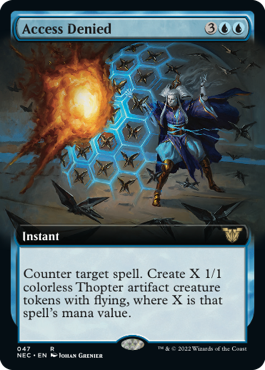 Access Denied 3
Instant
Counter target spell. Create X 1/1
colorless Thopter artifact creature
tokens with flying, where X is that
spell's mana value.
047 R
NEC • EN Johan Grenier
™ & © 2022 Wizards of the Coast